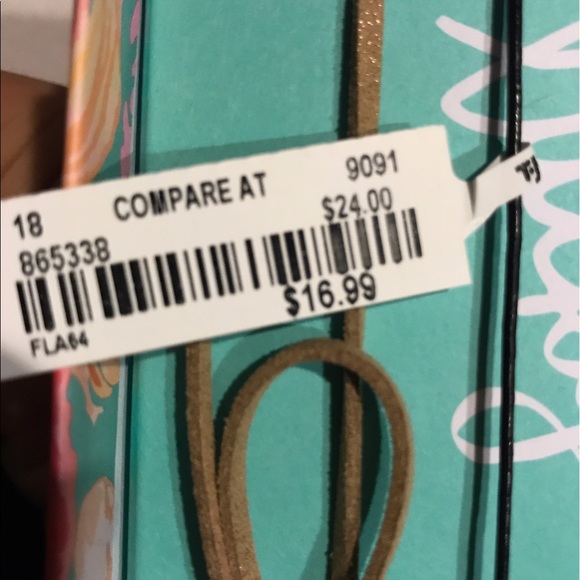 18 COMPARE AT 9091
865338 $24.00
$16.99
FLA64
T·J